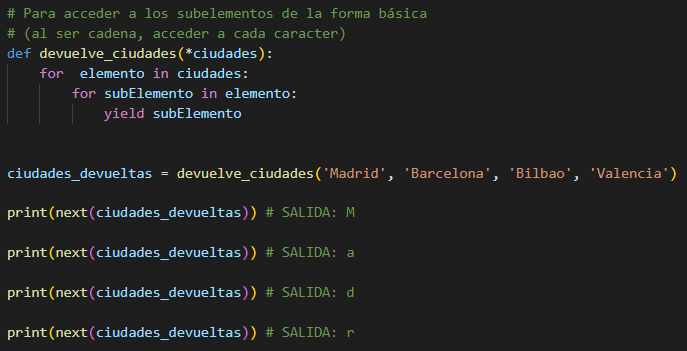 # Para acceder a los subelementos de la forma básica
# (al ser cadena, acceder a cada caracter)
def devuelve_ciudades(*ciudades):
    for  elemento in ciudades:
        for subElemento in elemento:
            yield subElemento
ciudades_devueltas = devuelve_ciudades('Madrid', 'Barcelona', 'Bilbao', 'Valencia')
print(next(ciudades_devueltas)) # SALIDA: M
print(next(ciudades_devueltas)) # SALIDA: a
print(next(ciudades_devueltas)) # SALIDA: d
print(next(ciudades_devueltas)) # SALIDA: r